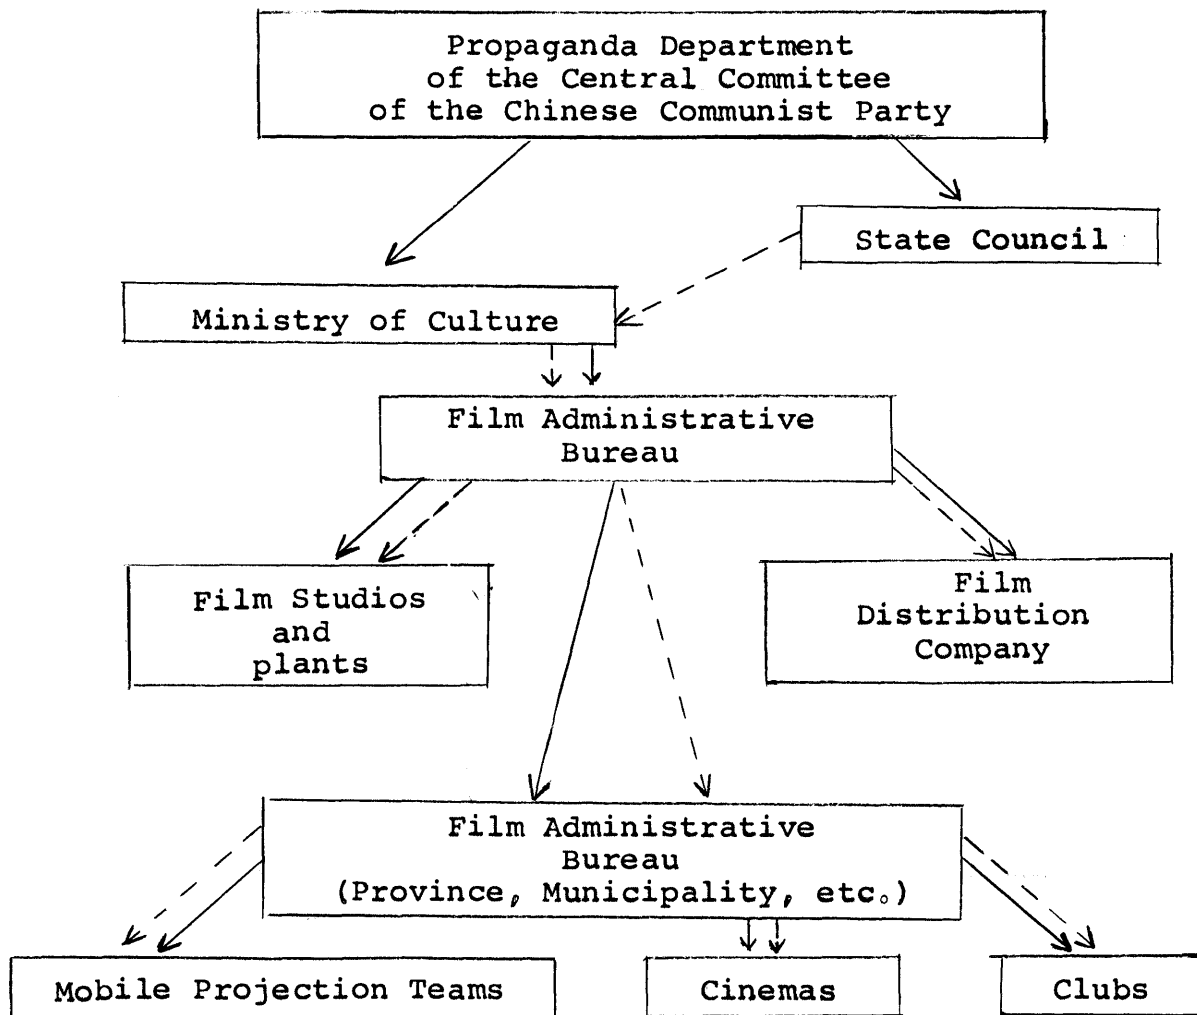 Propaganda Department
of the Central Committee
of the Chinese Communist Party
State Council
Ministry of Culture
Film Administrative
Bureau
Film Studios
and
plants
Film
Distribution
Company
Film Administrative
Bureau
(Province, Municipality, etc.)
Mobile Projection Teams
Cinemas
Clubs